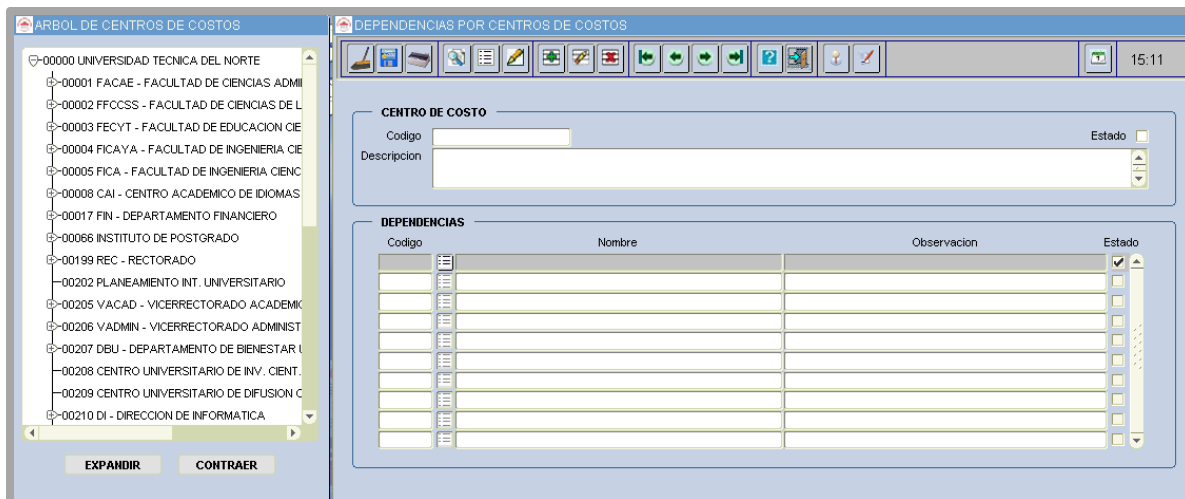 ARBOL DE CENTROS DE COSTOS
00000 UNIVERSIDAD TECNICA DEL NORTE
00001 FACAE - FACULTAD DE CIENCIAS ADMI
00002 FFCCSS - FACULTAD DE CIENCIAS DE L
00003 FECYT - FACULTAD DE EDUCACION CIE
00004 FICAYA - FACULTAD DE INGENIERIA CIE
00005 FICA - FACULTAD DE INGENIERIA CIENC
00008 CAI - CENTRO ACADEMICO DE IDIOMAS
00017 FIN - DEPARTAMENTO FINANCIERO
00066 INSTITUTO DE POSTGRADO
00199 REC - RECTORADO
00202 PLANEAMIENTO INT. UNIVERSITARIO
00205 VACAD - VICERRECTORADO ACADEMIC
00206 VADMIN - VICERRECTORADO ADMINIST
00207 DBU - DEPARTAMENTO DE BIENESTAR U
00208 CENTRO UNIVERSITARIO DE INV. CIENT.
00209 CENTRO UNIVERSITARIO DE DIFUSION C
00210 DI - DIRECCION DE INFORMATICA
EXPANDIR CONTRAER
DEPENDENCIAS POR CENTROS DE COSTOS
15:11
CENTRO DE COSTO
Codigo Estado
Descripcion
DEPENDENCIAS
Codigo Nombre Observacion Estado